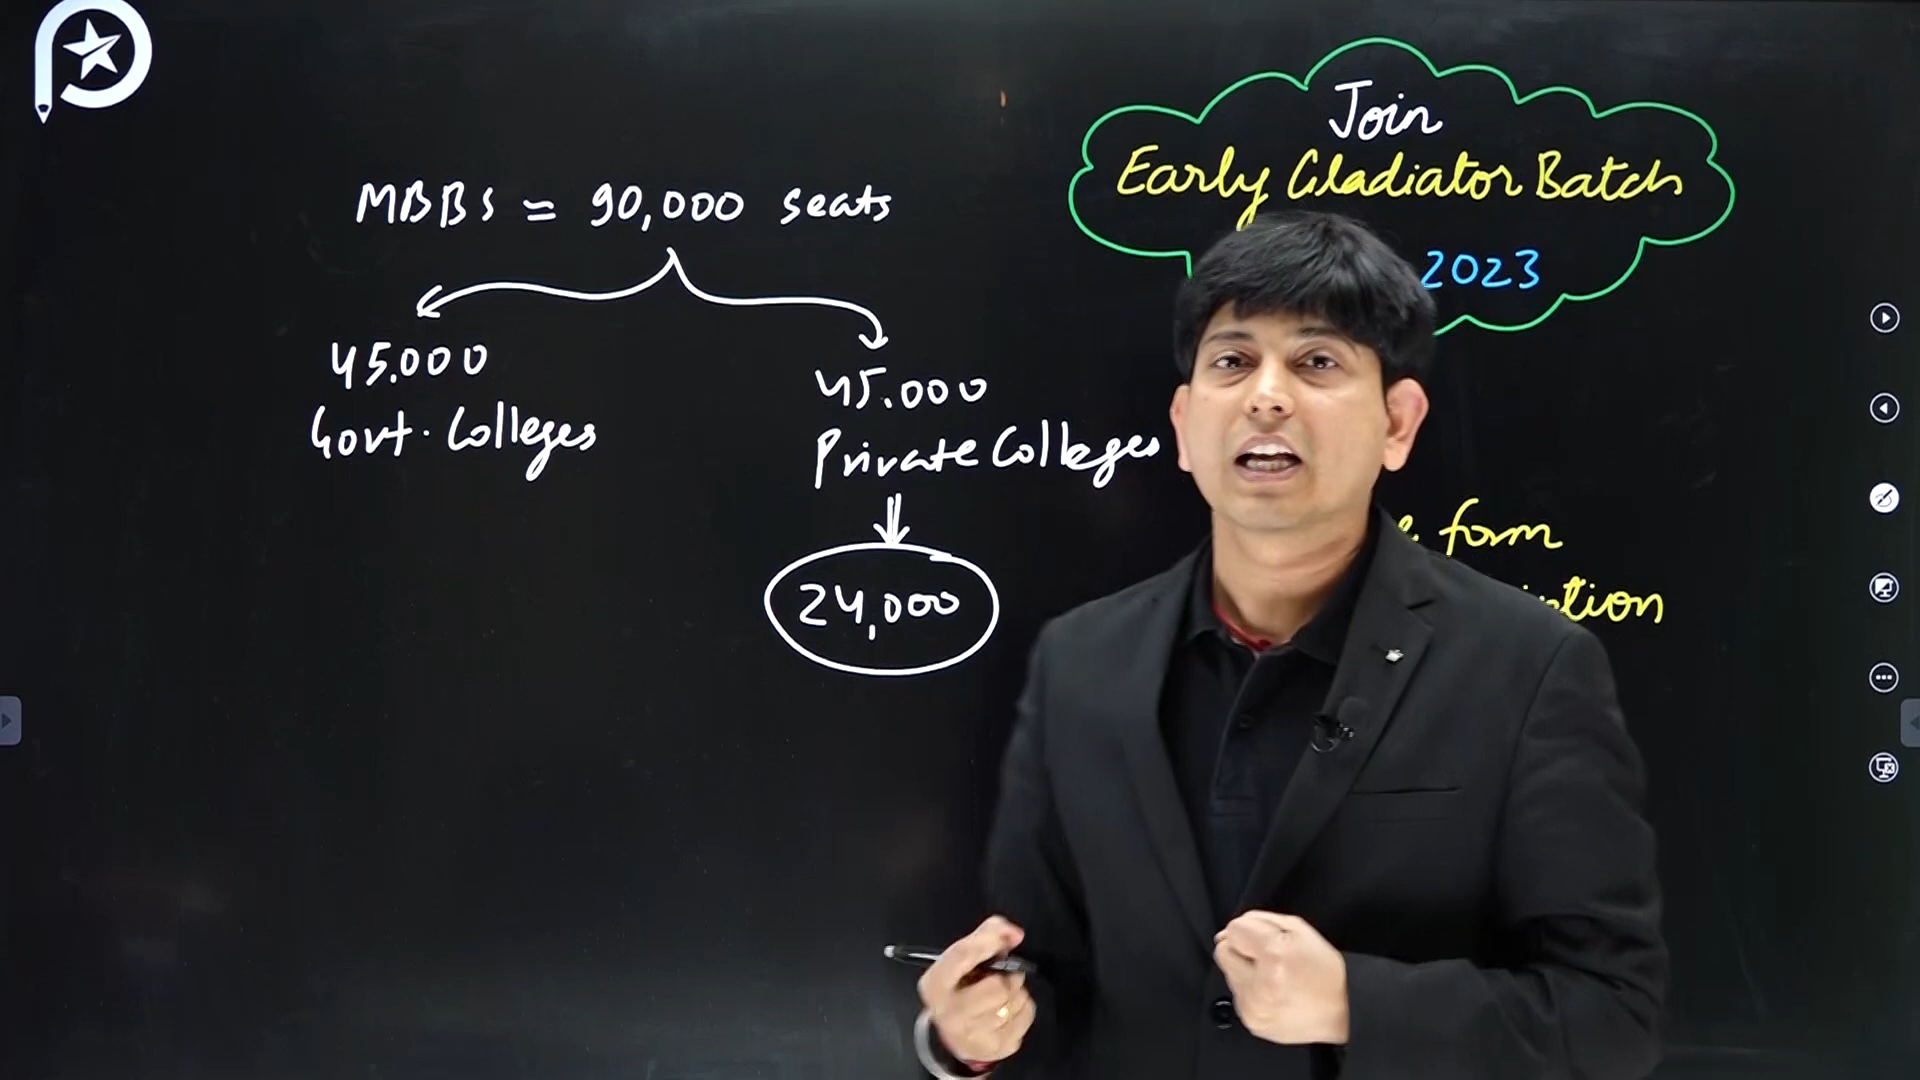 MBBS = 90,000 seats
45.000
Govt. Colleges
45.000
Private Colleges
24,000
Join
Early Gladiator Batch
2023
form